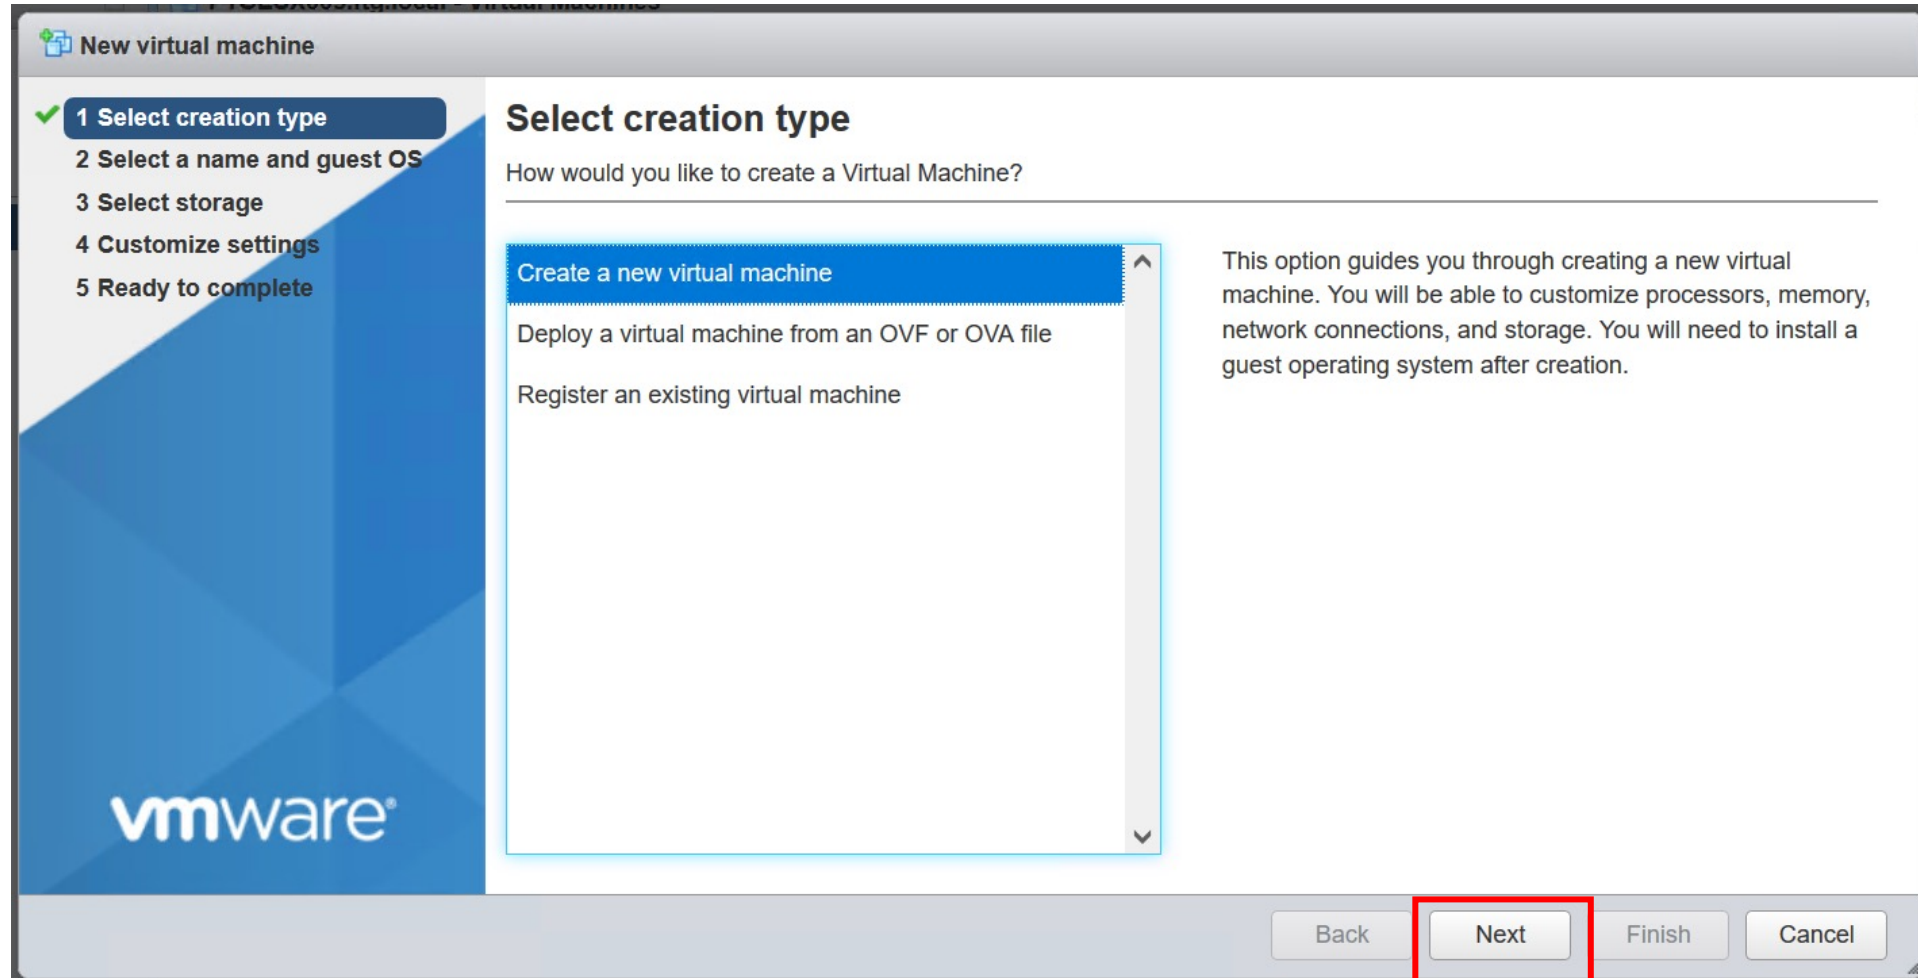 - Virtual Machines
New virtual machine
1 Select creation type
2 Select a name and guest OS
3 Select storage
4 Customize settings
5 Ready to complete
vmware®
Select creation type
How would you like to create a Virtual Machine?
Create a new virtual machine
Deploy a virtual machine from an OVF or OVA file
Register an existing virtual machine
This option guides you through creating a new virtual
machine. You will be able to customize processors, memory,
network connections, and storage. You will need to install a
guest operating system after creation.
Back
Next
Finish
Cancel